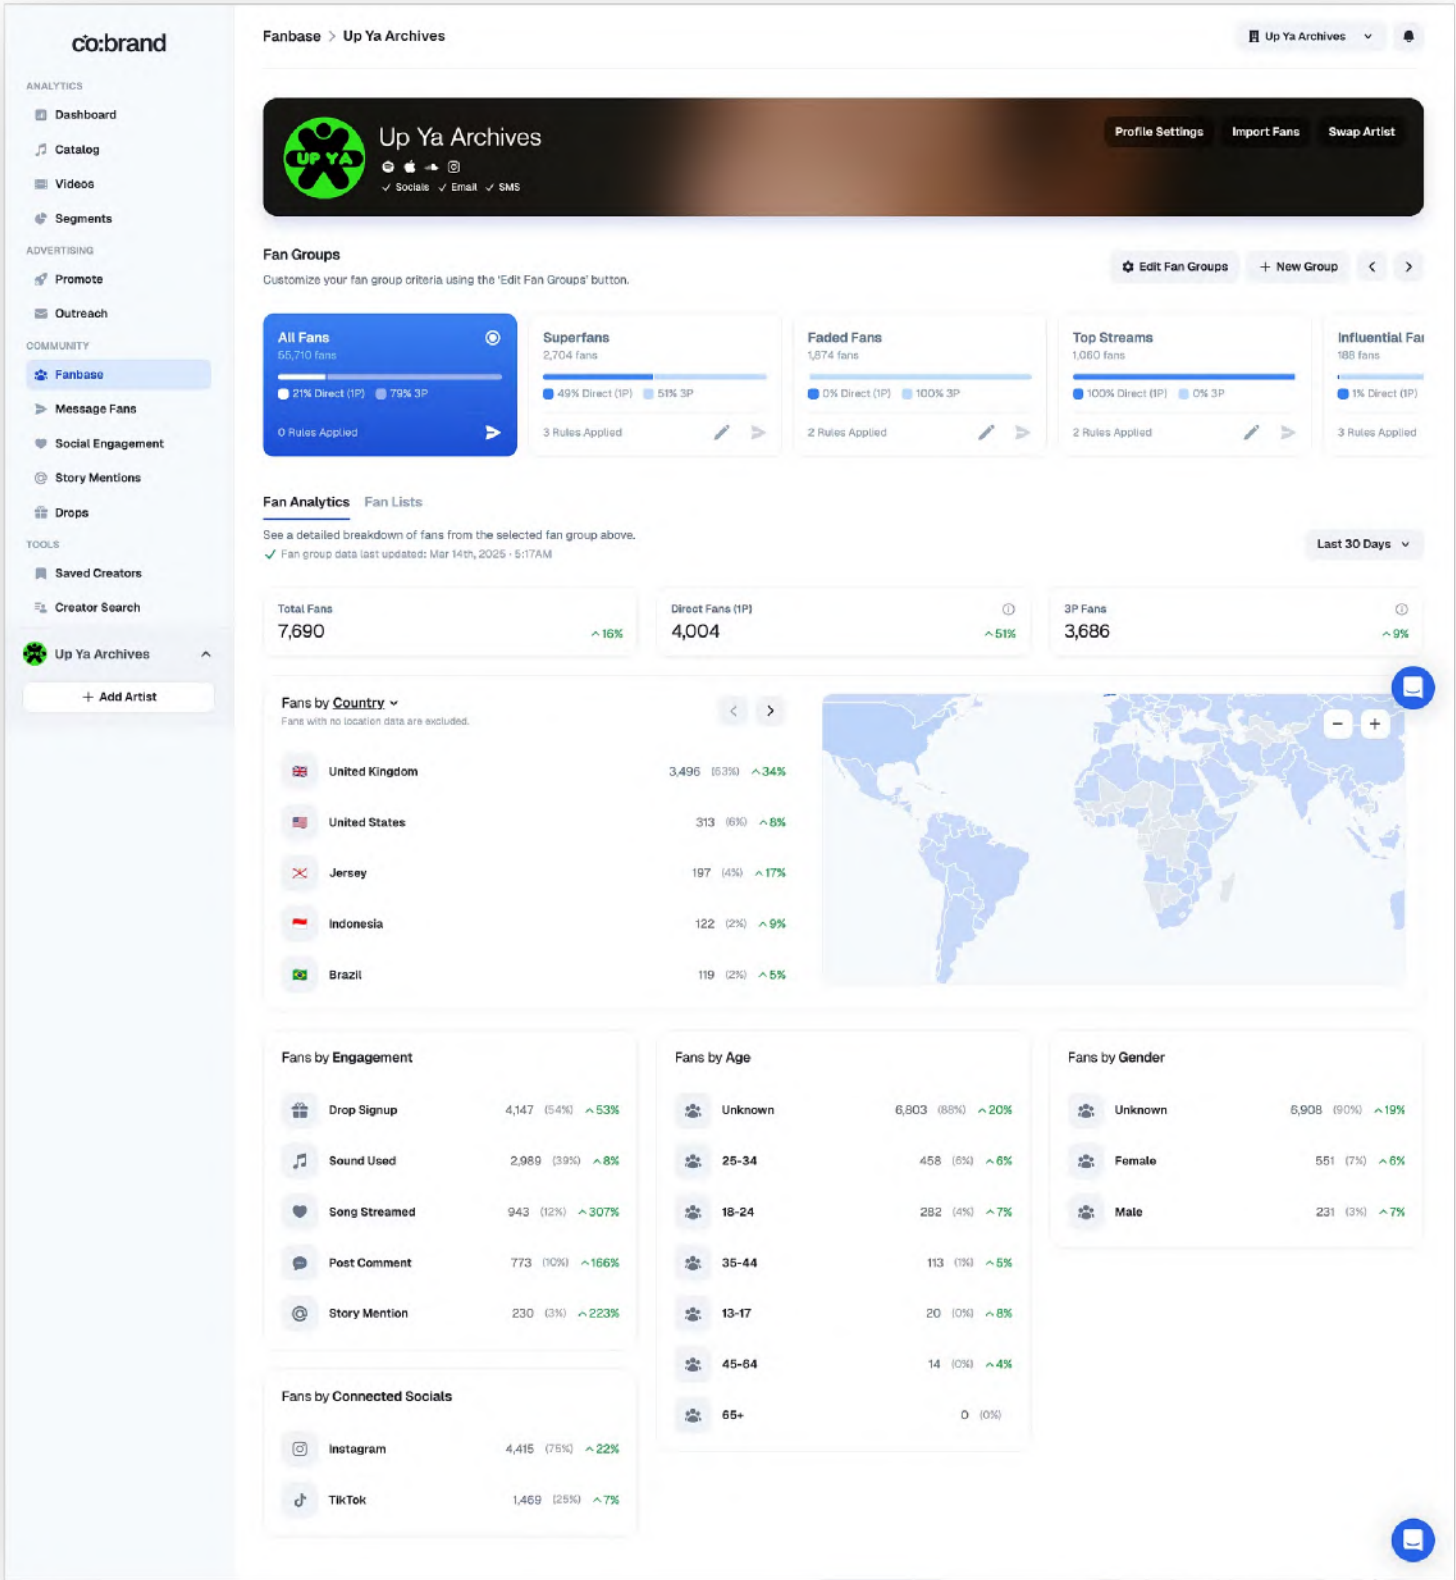 co:brand
ANALYTICS
Dashboard
Catalog
Videos
Segments
ADVERTISING
Promote
Outreach
COMMUNITY
Fanbase
Message Fans
Social Engagement
Story Mentions
Drops
TOOLS
Saved Creators
Creator Search
Up Ya Archives
+ Add Artist
Fanbase > Up Ya Archives
Up Ya Archives
UP YA
Up Ya Archives
✓ Socials ✓ Email ✓ SMS
Profile Settings Import Fans Swap Artist
Fan Groups
Customize your fan group criteria using the 'Edit Fan Groups' button.
Edit Fan Groups + New Group < >
All Fans
55,710 fans
21% Direct (1P) 79% 3P
0 Rules Applied
Superfans
2,704 fans
49% Direct (1P) 51% 3P
3 Rules Applied
Faded Fans
1,874 fans
0% Direct (1P) 100% 3P
2 Rules Applied
Top Streams
1,060 fans
100% Direct (1P) 0% 3P
2 Rules Applied
Influential Fa
188 fans
1% Direct (1P)
3 Rules Applied
Fan Analytics Fan Lists
See a detailed breakdown of fans from the selected fan group above.
✓ Fan group data last updated: Mar 14th, 2025 · 5:17AM
Last 30 Days
Total Fans
7,690 ^16%
Direct Fans (1P)
4,004 ^51%
3P Fans
3,686 ^9%
Fans by Country
Fans with no location data are excluded.
United Kingdom 3,496 (63%) ^34%
United States 313 (6%) ^8%
Jersey 197 (4%) ^17%
Indonesia 122 (2%) ^9%
Brazil 119 (2%) ^5%
− +
Fans by Engagement
Drop Signup 4,147 (54%) ^53%
Sound Used 2,989 (39%) ^8%
Song Streamed 943 (12%) ^307%
Post Comment 773 (10%) ^166%
Story Mention 230 (3%) ^223%
Fans by Connected Socials
Instagram 4,415 (75%) ^22%
TikTok 1,469 (25%) ^7%
Fans by Age
Unknown 6,803 (88%) ^20%
25-34 458 (6%) ^6%
18-24 282 (4%) ^7%
35-44 113 (1%) ^5%
13-17 20 (0%) ^8%
45-64 14 (0%) ^4%
65+ 0 (0%)
Fans by Gender
Unknown 6,908 (90%) ^19%
Female 551 (7%) ^6%
Male 231 (3%) ^7%